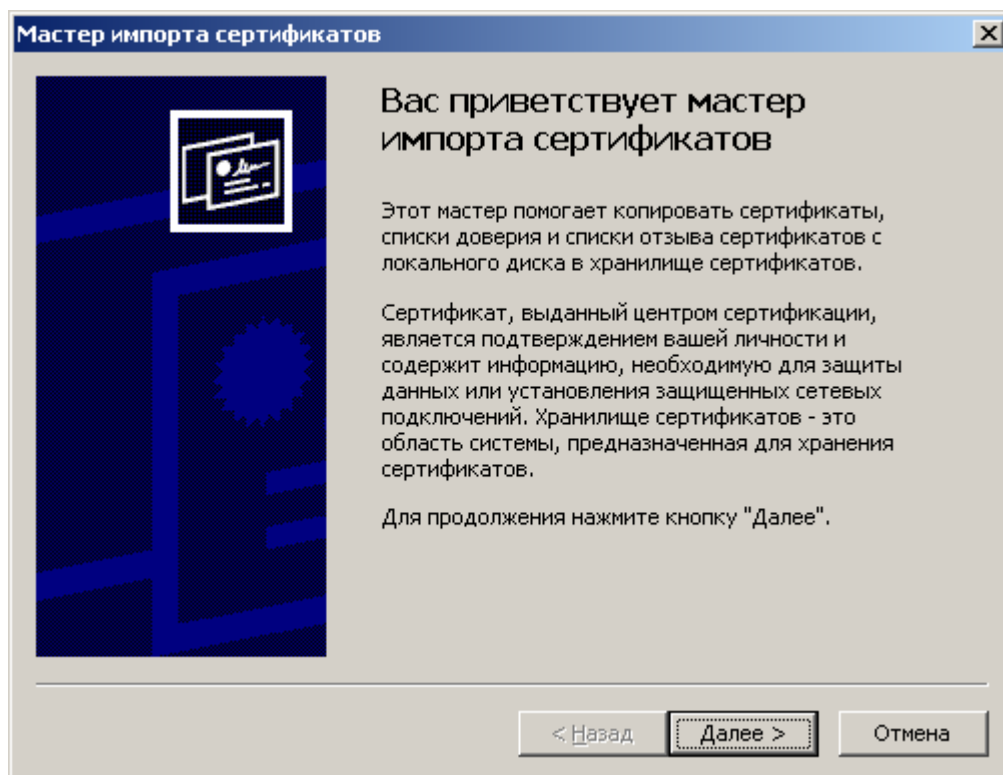 Мастер импорта сертификатов
Вас приветствует мастер
импорта сертификатов
Этот мастер помогает копировать сертификаты,
списки доверия и списки отзыва сертификатов с
локального диска в хранилище сертификатов.
Сертификат, выданный центром сертификации,
является подтверждением вашей личности и
содержит информацию, необходимую для защиты
данных или установления защищенных сетевых
подключений. Хранилище сертификатов - это
область системы, предназначенная для хранения
сертификатов.
Для продолжения нажмите кнопку "Далее".
< Назад Далее > Отмена